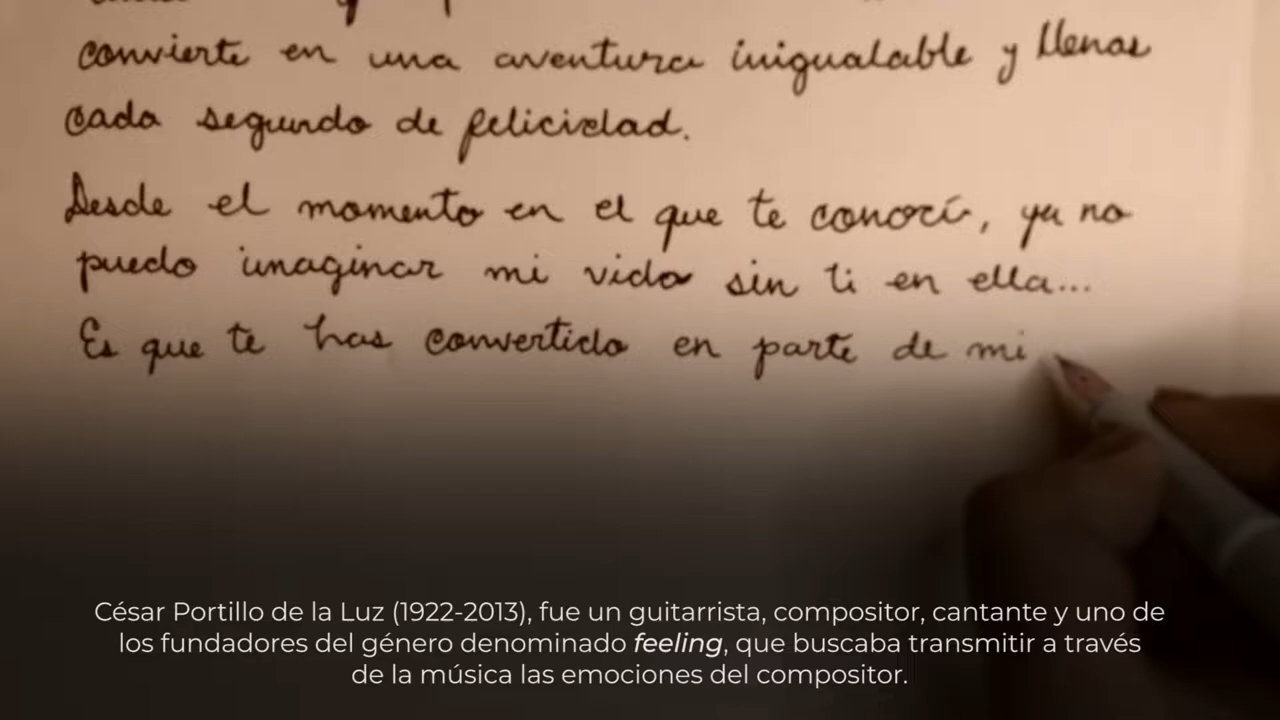 convierte en una aventura inigualable y llenas
cada segundo de felicidad.
Desde el momento en el que te conocí, ya no
puedo imaginar mi vida sin ti en ella...
Es que te has convertido en parte de mi
César Portillo de la Luz (1922-2013), fue un guitarrista, compositor, cantante y uno de
los fundadores del género denominado feeling, que buscaba transmitir a través
de la música las emociones del compositor.